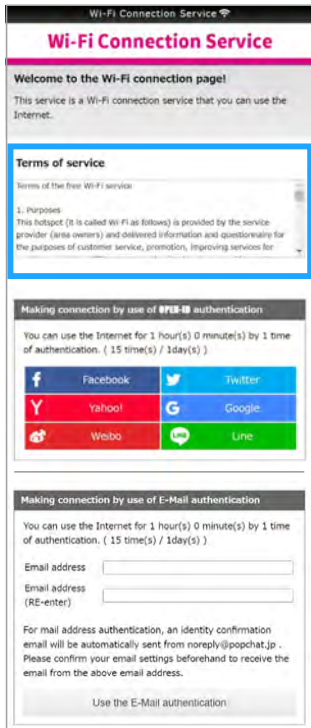 Wi-Fi Connection Service
Wi-Fi Connection Service
Welcome to the Wi-Fi connection page!
This service is a Wi-Fi connection service that you can use the
Internet.
Terms of service
Terms of the free Wi-Fi service
1. Purposes
This hotspot (it is called Wi-Fi as follows) is provided by the service
provider (area owners) and delivered information and questionnaire for
the purposes of customer service, promotion, improving services for
Making connection by use of OPEN-ID authentication
You can use the Internet for 1 hour(s) 0 minute(s) by 1 time
of authentication. ( 15 time(s) / 1day(s) )
Facebook
Twitter
Yahoo!
Google
Weibo
LINE
Line
Making connection by use of E-Mail authentication
You can use the Internet for 1 hour(s) 0 minute(s) by 1 time
of authentication. ( 15 time(s) / 1day(s) )
Email address
Email address
(RE-enter)
For mail address authentication, an identity confirmation
email will be automatically sent from noreply@popchat.jp .
Please confirm your email settings beforehand to receive the
email from the above email address.
Use the E-Mail authentication